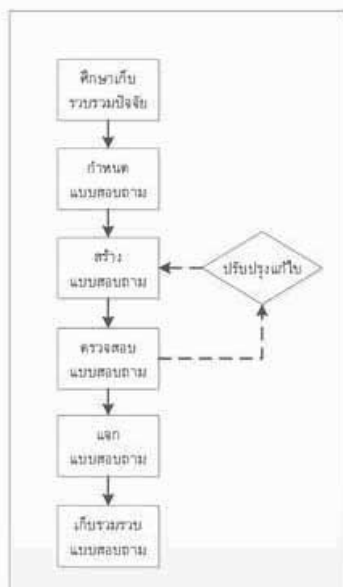 ศึกษาเก็บ
รวบรวมปัจจัย
กำหนด
แบบสอบถาม
สร้าง
แบบสอบถาม
ปรับปรุงแก้ไข
ตรวจสอบ
แบบสอบถาม
แจก
แบบสอบถาม
เก็บรวมรวบ
แบบสอบถาม